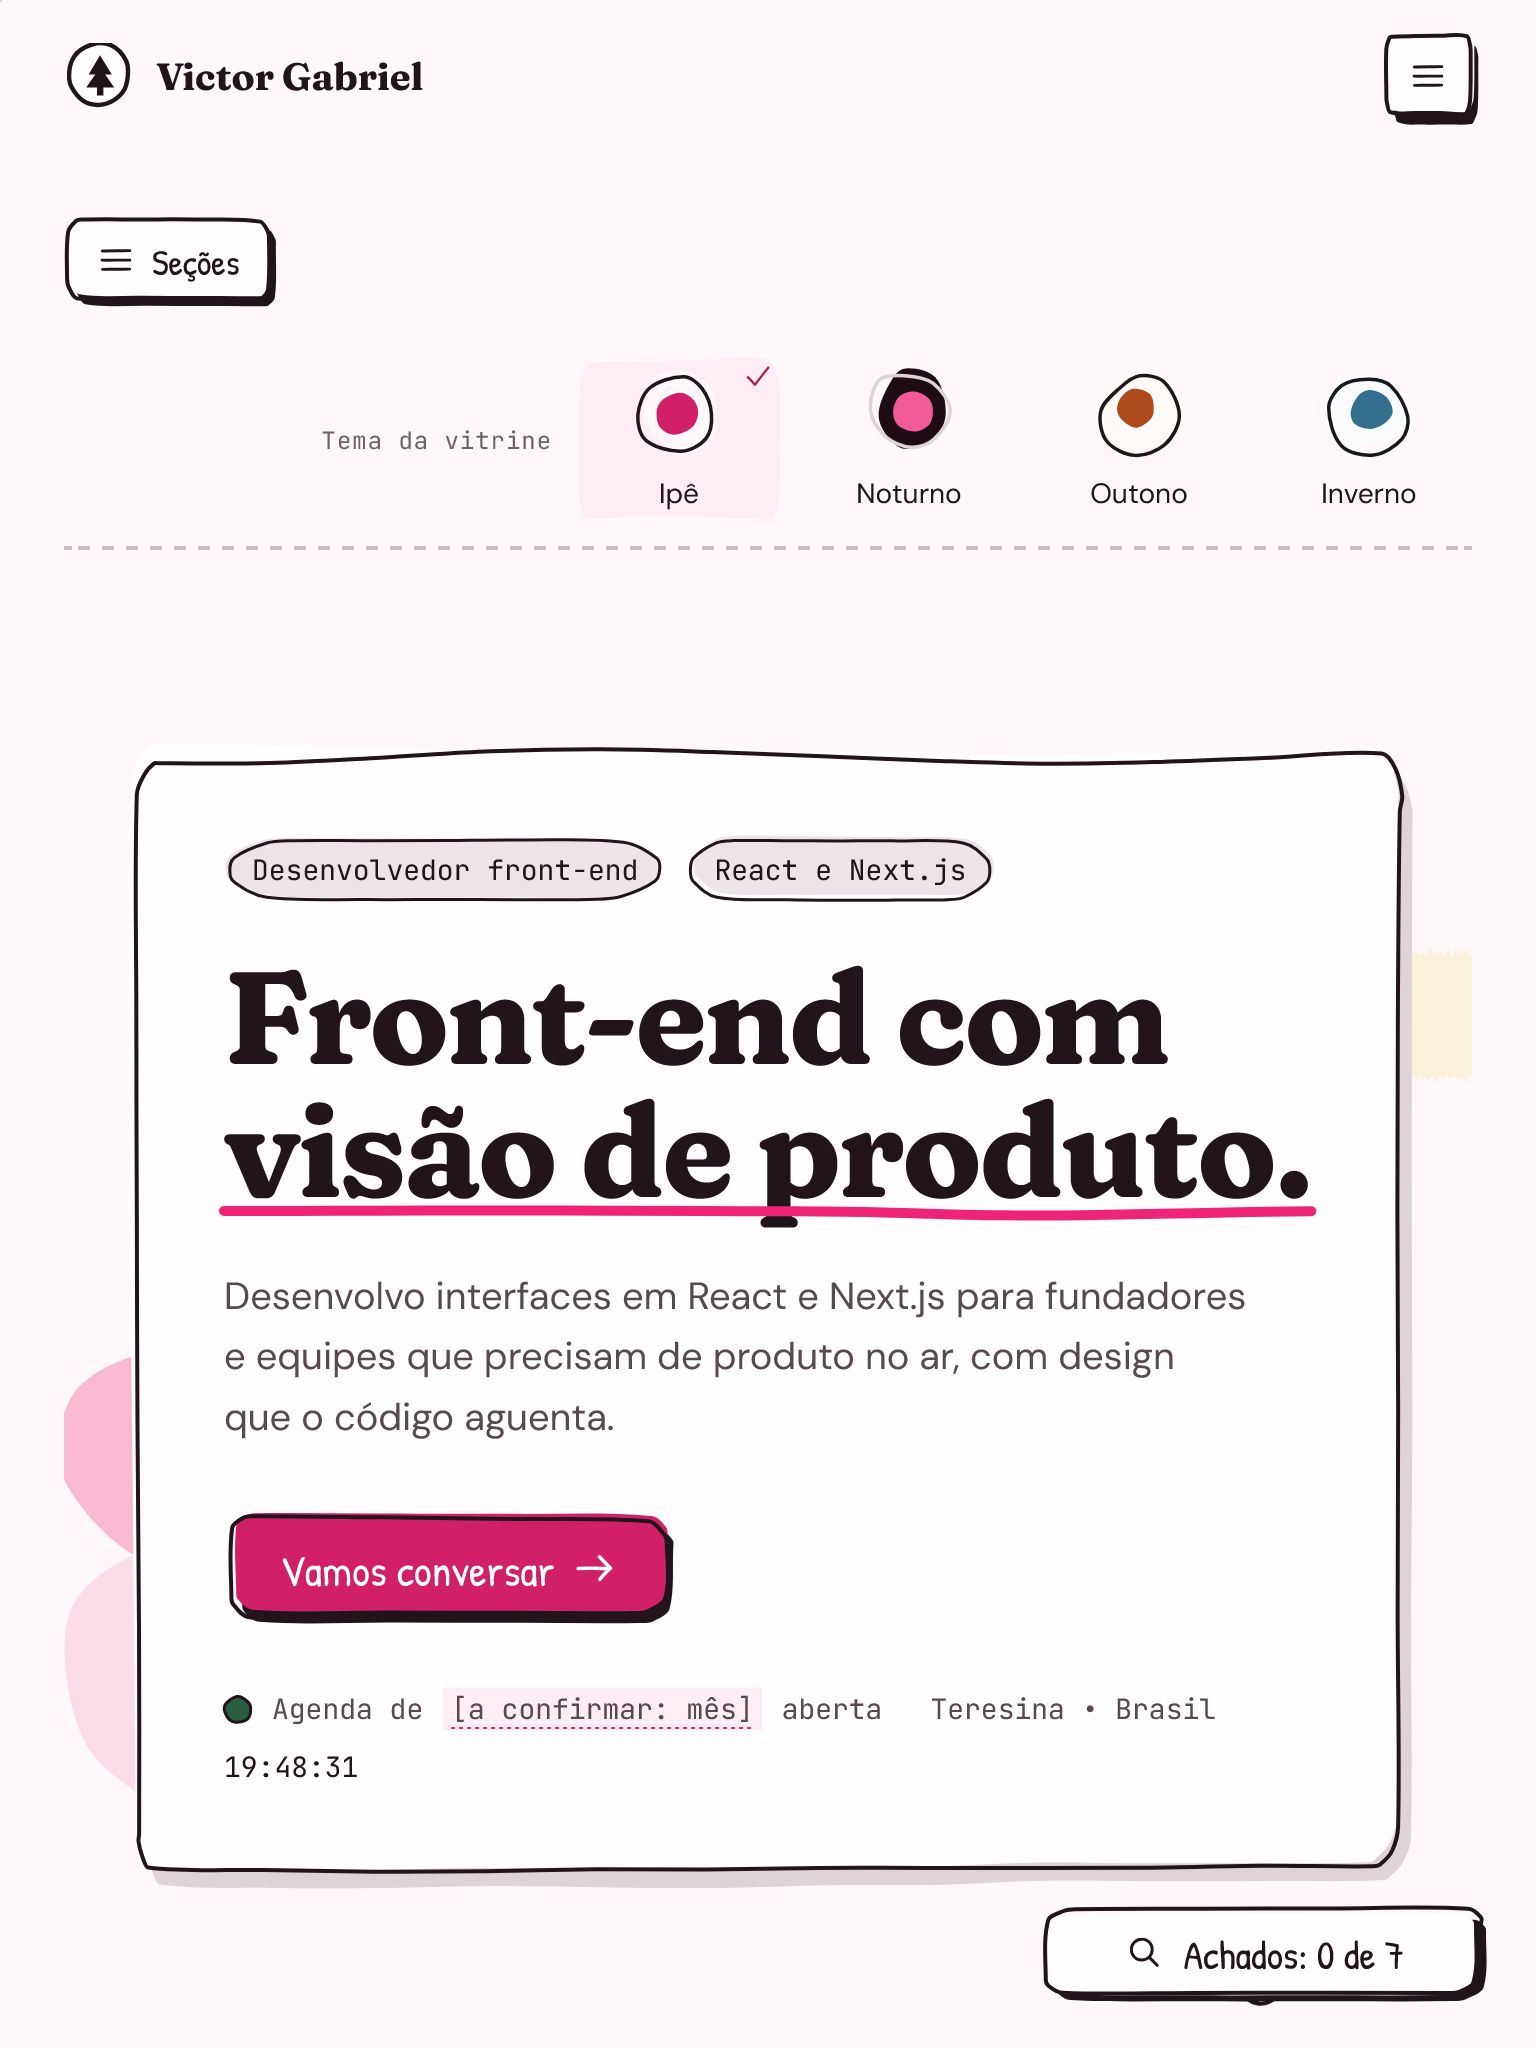 Victor Gabriel
Seções
Tema da vitrine
Ipê
Noturno
Outono
Inverno
Desenvolvedor front-end
React e Next.js
Front-end com
visão de produto.
Desenvolvo interfaces em React e Next.js para fundadores
e equipes que precisam de produto no ar, com design
que o código aguenta.
Vamos conversar →
Agenda de [a confirmar: mês] aberta Teresina • Brasil
19:48:31
Achados: 0 de 7